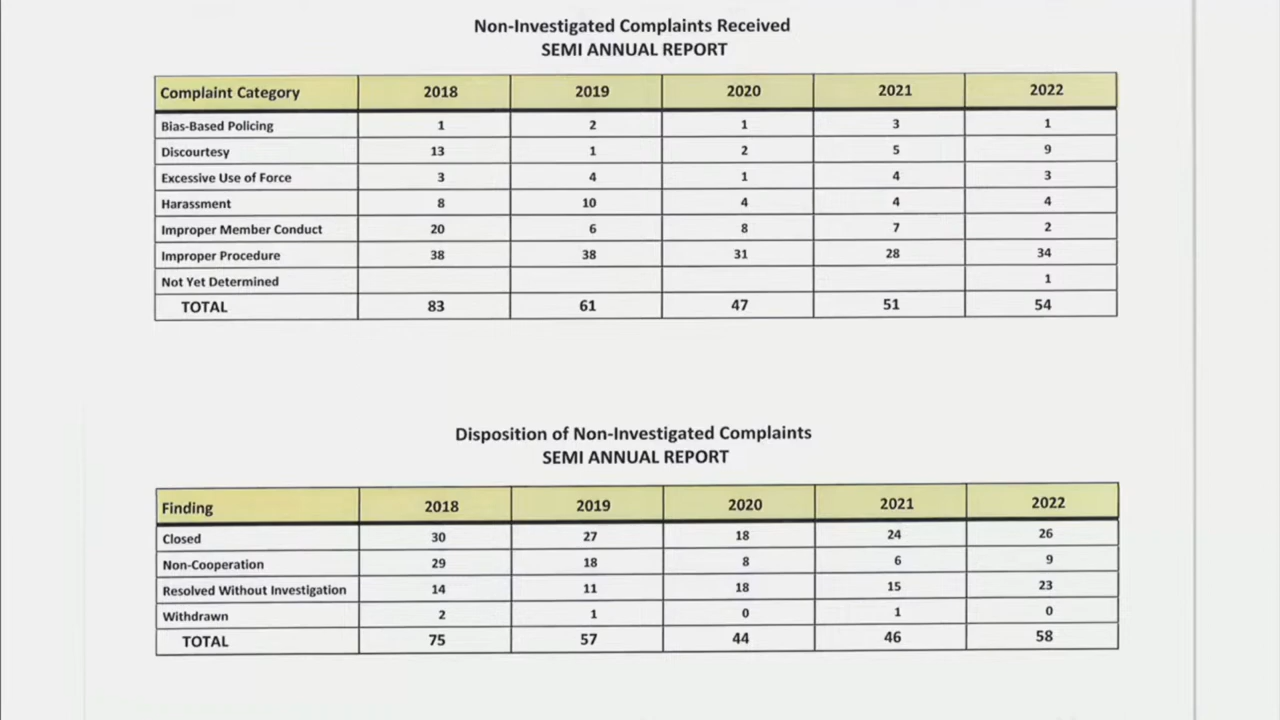 Non-Investigated Complaints Received
SEMI ANNUAL REPORT
Complaint Category 2018 2019 2020 2021 2022
Bias-Based Policing 1 2 1 3 1
Discourtesy 13 1 2 5 9
Excessive Use of Force 3 4 1 4 3
Harassment 8 10 4 4 4
Improper Member Conduct 20 6 8 7 2
Improper Procedure 38 38 31 28 34
Not Yet Determined 1
TOTAL 83 61 47 51 54
Disposition of Non-Investigated Complaints
SEMI ANNUAL REPORT
Finding 2018 2019 2020 2021 2022
Closed 30 27 18 24 26
Non-Cooperation 29 18 8 6 9
Resolved Without Investigation 14 11 18 15 23
Withdrawn 2 1 0 1 0
TOTAL 75 57 44 46 58